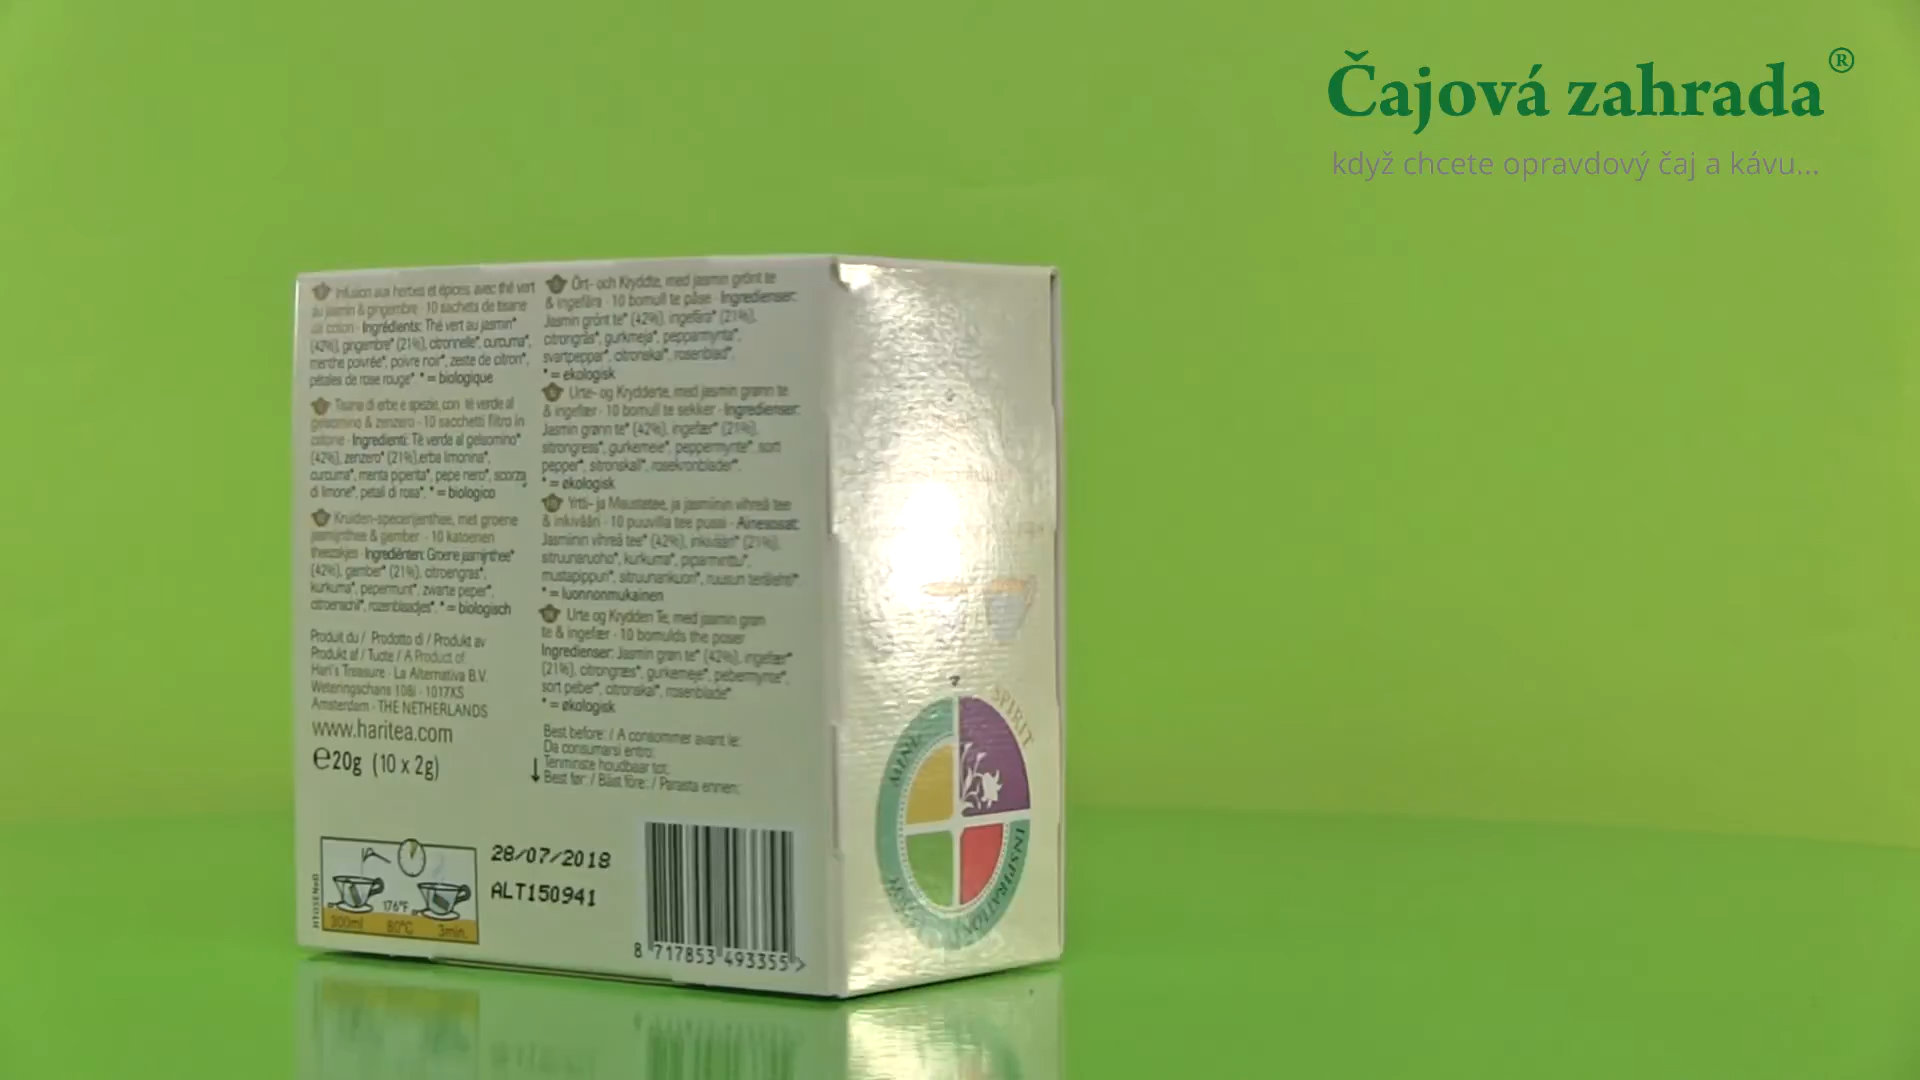 Čajová zahrada®
když chcete opravdový čaj a kávu...
Infusion aux herbes et épices, avec thé vert
au jasmin & gingembre · 10 sachets de tisane
de coton · Ingrédients: Thé vert au jasmin*
(42%), gingembre* (21%), citronnelle*, curcuma*,
menthe poivrée*, poivre noir*, zeste de citron*,
pétales de rose rouge*. * = biologique
Tisana di erbe e spezie, con tè verde al
gelsomino & zenzero · 10 sacchetti filtro in
cotone · Ingredienti: Tè verde al gelsomino*
(42%), zenzero* (21%), erba limonina*,
curcuma*, menta piperita*, pepe nero*, scorza
di limone*, petali di rosa*. * = biologico
Kruiden-specerijenthee, met groene
jasmijnthee & gember · 10 katoenen
theezakjes · Ingrediënten: Groene jasmijnthee*
(42%), gember* (21%), citroengras*,
kurkuma*, pepermunt*, zwarte peper*,
citroenschil*, rozenblaadjes*. * = biologisch
Produit du / Prodotto di / Produkt av
Produkt af / Tuote / A Product of
Hari's Treasure · La Alternativa B.V.
Weteringschans 108i · 1017XS
Amsterdam · THE NETHERLANDS
www.haritea.com
℮20g (10 x 2g)
Ört- och Kryddte, med jasmin grönt te
& ingefära · 10 bomull te påse · Ingredienser:
Jasmin grönt te* (42%), ingefära* (21%),
citrongräs*, gurkmeja*, pepparmynta*,
svartpeppar*, citronskal*, rosenblad*.
* = ekologisk
Urte- og Krydderte, med jasmin grønn te
& ingefær · 10 bomull te sekker · Ingredienser:
Jasmin grønn te* (42%), ingefær* (21%),
sitrongress*, gurkemeie*, peppermynte*, sort
pepper*, sitronskall*, rosekronblader*.
* = økologisk
Yrtti- ja Maustetee, ja jasmiinin vihreä tee
& inkivääri · 10 puuvilla tee pussi · Ainesosat:
Jasmiinin vihreä tee* (42%), inkivääri* (21%),
sitruunaruoho*, kurkuma*, piparminttu*,
mustapippuri*, sitruunankuori*, ruusun terälehti*
* = luonnonmukainen
Urte og Krydden Te, med jasmin grøn
te & ingefær · 10 bomulds the poser
Ingredienser: Jasmin grøn te* (42%), ingefær*
(21%), citrongræs*, gurkemeje*, pebermynte*,
sort peber*, citronskal*, rosenblade*
* = økologisk
Best before: / A consommer avant le:
Da consumarsi entro:
Tenminste houdbaar tot:
Best før: / Bäst före: / Parasta ennen:
28/07/2018
ALT150941
300ml
176°F
80°C
3min.
8 717853 493355 >
MIND
SPIRIT
INSPIRATION